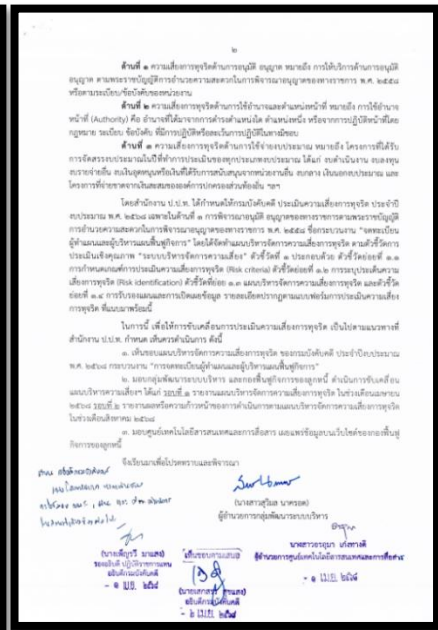 ๒
ด้านที่ ๑ ความเสี่ยงการทุจริตด้านการอนุมัติ อนุญาต หมายถึง การให้บริการด้านการอนุมัติ
อนุญาต ตามพระราชบัญญัติการอำนวยความสะดวกในการพิจารณาอนุญาตของทางราชการ พ.ศ. ๒๕๕๘
หรือตามระเบียบ/ข้อบังคับของหน่วยงาน
ด้านที่ ๒ ความเสี่ยงการทุจริตด้านการใช้อำนาจและตำแหน่งหน้าที่ หมายถึง การใช้อำนาจ
หน้าที่ (Authority) คือ อำนาจที่ได้มาจากการดำรงตำแหน่งใด ตำแหน่งหนึ่ง หรือจากการปฏิบัติหน้าที่โดย
กฎหมาย ระเบียบ ข้อบังคับ ที่มีการปฏิบัติหรือละเว้นการปฏิบัติในทางมิชอบ
ด้านที่ ๓ ความเสี่ยงการทุจริตด้านการใช้จ่ายงบประมาณ หมายถึง โครงการที่ได้รับ
การจัดสรรงบประมาณในปีที่ทำการประเมินของทุกประเภทงบประมาณ ได้แก่ งบดำเนินงาน งบลงทุน
งบรายจ่ายอื่น งบเงินอุดหนุนหรือเงินที่ได้รับการสนับสนุนจากหน่วยงานอื่น งบกลาง เงินนอกงบประมาณ และ
โครงการที่จ่ายขาดจากเงินสะสมขององค์กรปกครองส่วนท้องถิ่น ฯลฯ
โดยสำนักงาน ป.ป.ท. ได้กำหนดให้กรมบังคับคดี ประเมินความเสี่ยงการทุจริต ประจำปี
งบประมาณ พ.ศ. ๒๕๖๘ เฉพาะในด้านที่ ๑ การพิจารณาอนุมัติ อนุญาตของทางราชการตามพระราชบัญญัติ
การอำนวยความสะดวกในการพิจารณาอนุญาตของทางราชการ พ.ศ. ๒๕๕๘ ชื่อกระบวนงาน "จดทะเบียน
ผู้ทำแผนและผู้บริหารแผนฟื้นฟูกิจการ" โดยได้จัดทำแผนบริหารจัดการความเสี่ยงการทุจริต ตามตัวชี้วัดการ
ประเมินเชิงคุณภาพ "ระบบบริหารจัดการความเสี่ยง" ตัวชี้วัดที่ ๑ ประกอบด้วย ตัวชี้วัดย่อยที่ ๑.๑
การกำหนดเกณฑ์การประเมินความเสี่ยงการทุจริต (Risk criteria) ตัวชี้วัดย่อยที่ ๑.๒ การระบุประเด็นความ
เสี่ยงการทุจริต (Risk identification) ตัวชี้วัดที่ย่อย ๑.๓ แผนบริหารจัดการความเสี่ยงการทุจริต และตัวชี้วัด
ย่อยที่ ๑.๔ การรับรองแผนและการเปิดเผยข้อมูล รายละเอียดปรากฏตามแบบฟอร์มการประเมินความเสี่ยง
การทุจริต ที่แนบมาพร้อมนี้
ในการนี้ เพื่อให้การขับเคลื่อนการประเมินความเสี่ยงการทุจริต เป็นไปตามแนวทางที่
สำนักงาน ป.ป.ท. กำหนด เห็นควรดำเนินการ ดังนี้
๑. เห็นชอบแผนบริหารจัดการความเสี่ยงการทุจริต ของกรมบังคับคดี ประจำปีงบประมาณ
พ.ศ. ๒๕๖๘ กระบวนงาน "การจดทะเบียนผู้ทำแผนและผู้บริหารแผนฟื้นฟูกิจการ"
๒. มอบกลุ่มพัฒนาระบบบริหาร และกองฟื้นฟูกิจการของลูกหนี้ ดำเนินการขับเคลื่อน
แผนบริหารความเสี่ยงฯ ได้แก่ รอบที่ ๑ รายงานแผนบริหารจัดการความเสี่ยงการทุจริต ในช่วงเดือนเมษายน
๒๕๖๘ รอบที่ ๒ รายงานผลหรือความก้าวหน้าของการดำเนินการตามแผนบริหารจัดการความเสี่ยงการทุจริต
ในช่วงเดือนสิงหาคม ๒๕๖๘
๓. มอบศูนย์เทคโนโลยีสารสนเทศและการสื่อสาร เผยแพร่ข้อมูลบนเว็บไซต์ของกองฟื้นฟู
กิจการของลูกหนี้
จึงเรียนมาเพื่อโปรดทราบและพิจารณา
(นางสาวสุวิมล นาครอด)
ผู้อำนวยการกลุ่มพัฒนาระบบบริหาร
นางสาวอรอุมา เก่งทางดี
ผู้อำนวยการศูนย์เทคโนโลยีสารสนเทศและการสื่อสาร
- ๑ เม.ย. ๒๕๖๘
(นางเพ็ญรวี มาแสง)
รองอธิบดี ปฏิบัติราชการแทน
อธิบดีกรมบังคับคดี
- ๑ เม.ย. ๒๕๖๘
เห็นชอบตามเสนอ
อธิบดีกรมบังคับคดี
- ๒ เม.ย. ๒๕๖๘